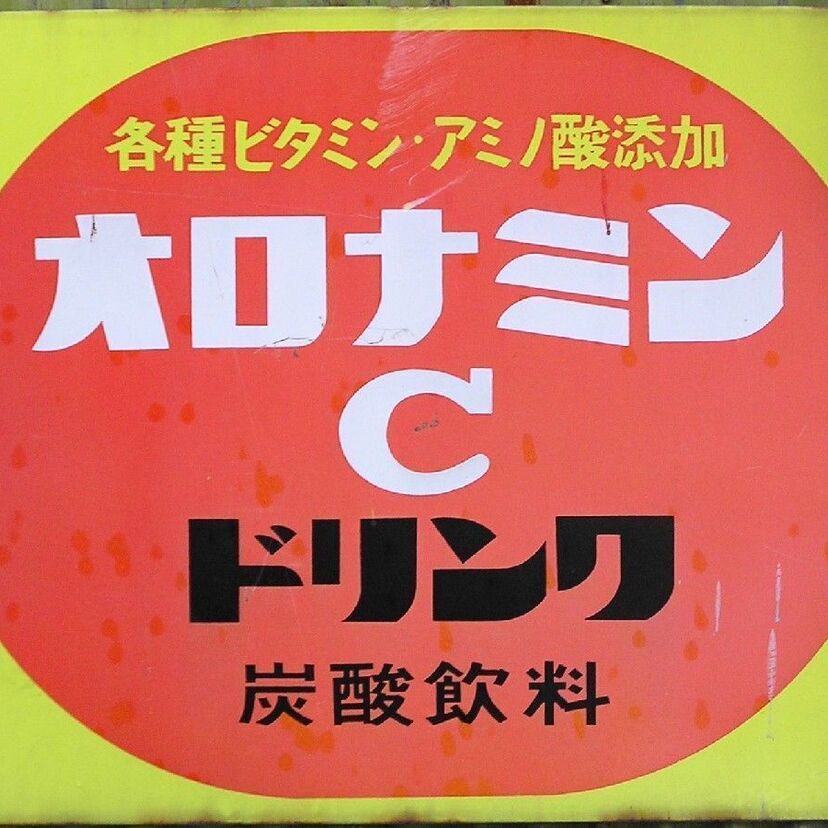 各種ビタミン・アミノ酸添加
オロナミン
C
ドリンク
炭酸飲料